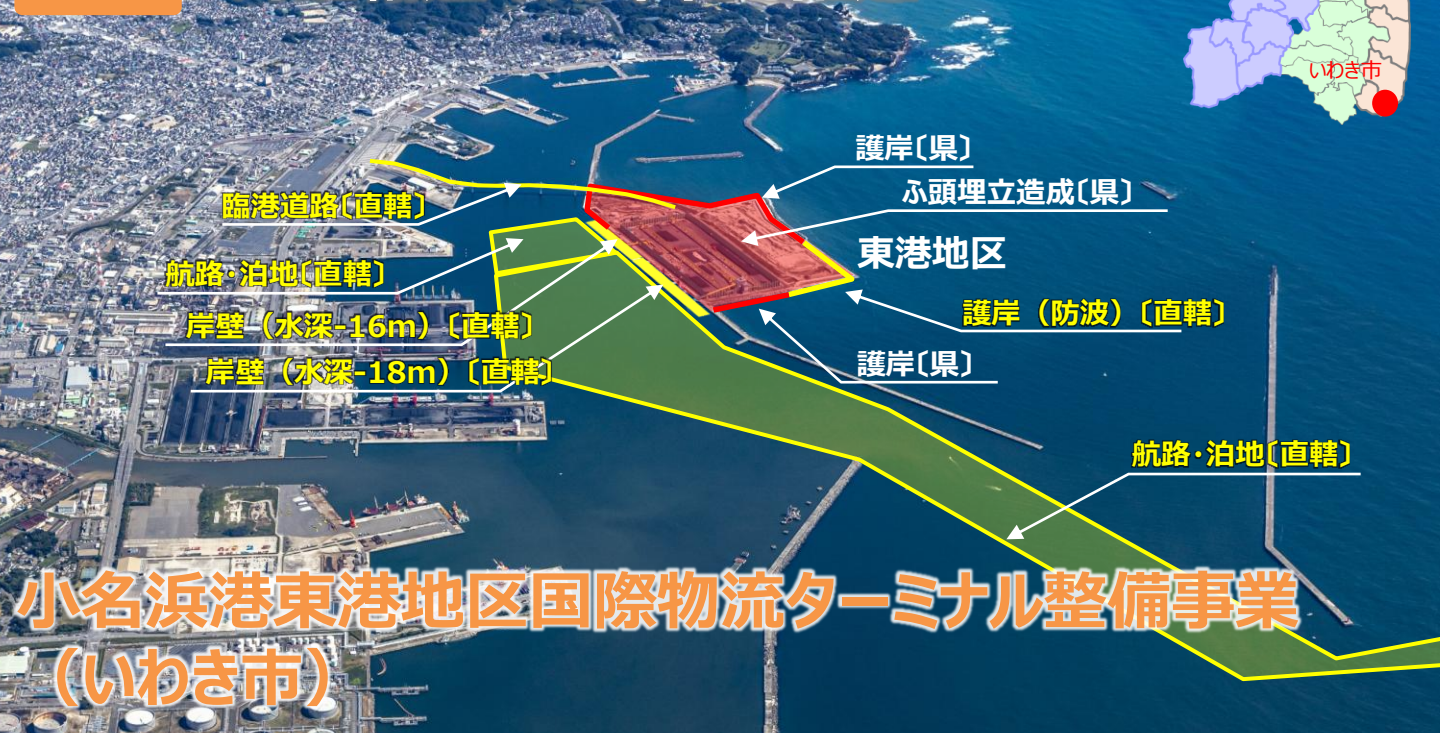 いわき市
護岸〔県〕
ふ頭埋立造成〔県〕
臨港道路〔直轄〕
東港地区
航路・泊地〔直轄〕
護岸（防波）〔直轄〕
岸壁（水深-16m）〔直轄〕
護岸〔県〕
岸壁（水深-18m）〔直轄〕
航路・泊地〔直轄〕
小名浜港東港地区国際物流ターミナル整備事業
（いわき市）